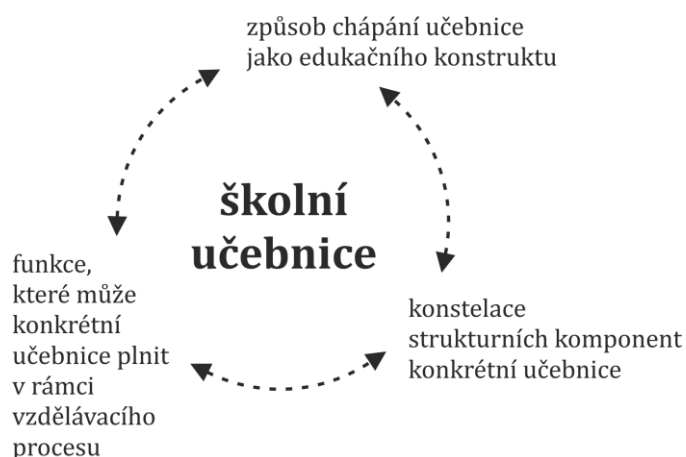 způsob chápání učebnice
jako edukačního konstruktu
školní
učebnice
funkce,
které může
konkrétní
učebnice plnit
v rámci
vzdělávacího
procesu
konstelace
strukturních komponent
konkrétní učebnice